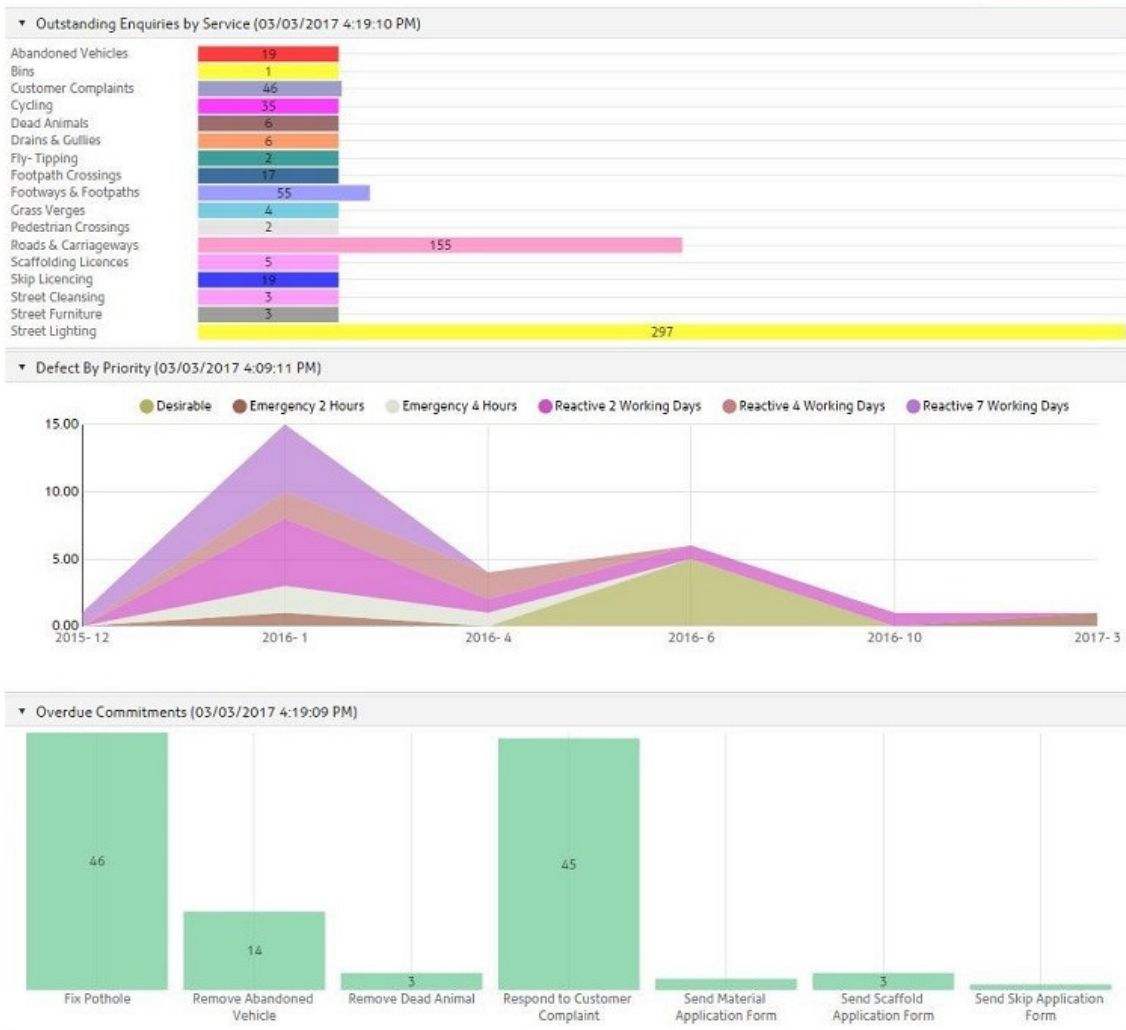 ▾ Outstanding Enquiries by Service (03/03/2017 4:19:10 PM)
Abandoned Vehicles 19
Bins 1
Customer Complaints 46
Cycling 35
Dead Animals 6
Drains & Gullies 6
Fly- Tipping 2
Footpath Crossings 17
Footways & Footpaths 55
Grass Verges 4
Pedestrian Crossings 2
Roads & Carriageways 155
Scaffolding Licences 5
Skip Licencing 19
Street Cleansing 3
Street Furniture 3
Street Lighting 297
▾ Defect By Priority (03/03/2017 4:09:11 PM)
Desirable Emergency 2 Hours Emergency 4 Hours Reactive 2 Working Days Reactive 4 Working Days Reactive 7 Working Days
15.00
10.00
5.00
0.00
2015- 12 2016- 1 2016- 4 2016- 6 2016- 10 2017- 3
▾ Overdue Commitments (03/03/2017 4:19:09 PM)
46 45
14
3 3
Fix Pothole Remove Abandoned Remove Dead Animal Respond to Customer Send Material Send Scaffold Send Skip Application
Vehicle Complaint Application Form Application Form Form